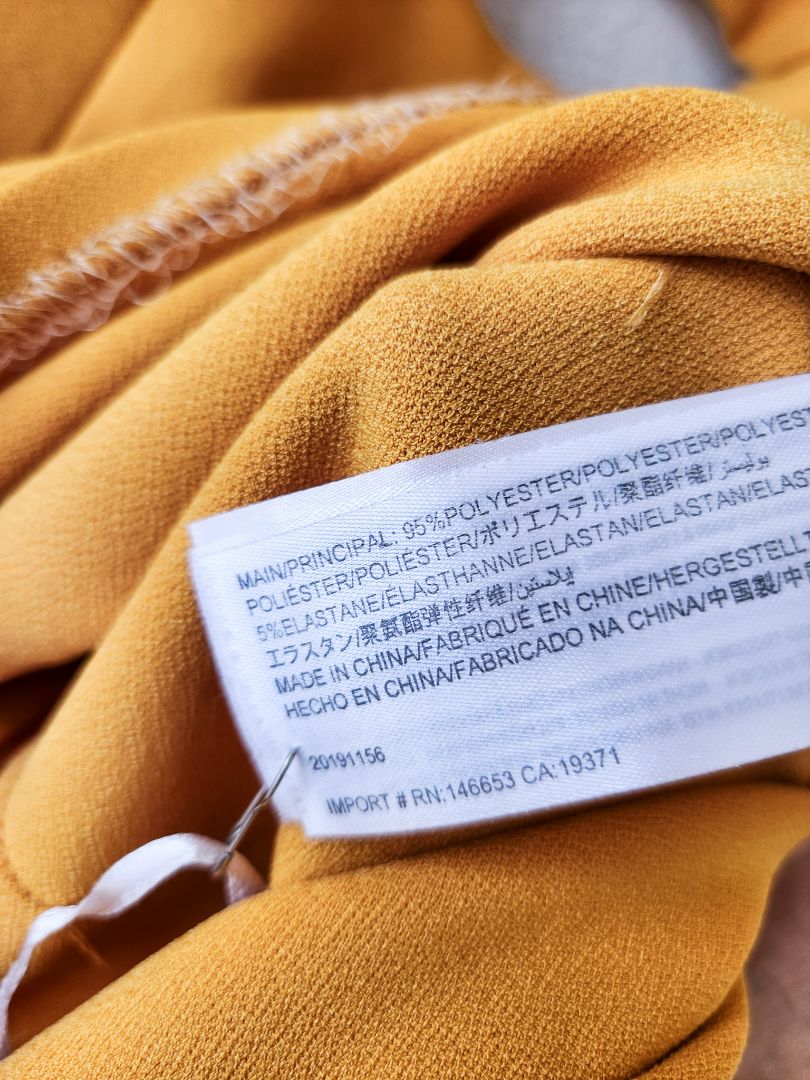 MAIN/PRINCIPAL: 95%POLYESTER/POLYESTER/POLYEST
POLIÉSTER/POLIÉSTER/ポリエステル/聚酯纤维/بوليستر
5%ELASTANE/ÉLASTHANNE/ELASTAN/ELASTAN/ELAST
エラスタン/聚氨酯弹性纤维/إيلاستين
MADE IN CHINA/FABRIQUÉ EN CHINE/HERGESTELLT
HECHO EN CHINA/FABRICADO NA CHINA/中国製/中国
20191156
IMPORT # RN:146653 CA:19371